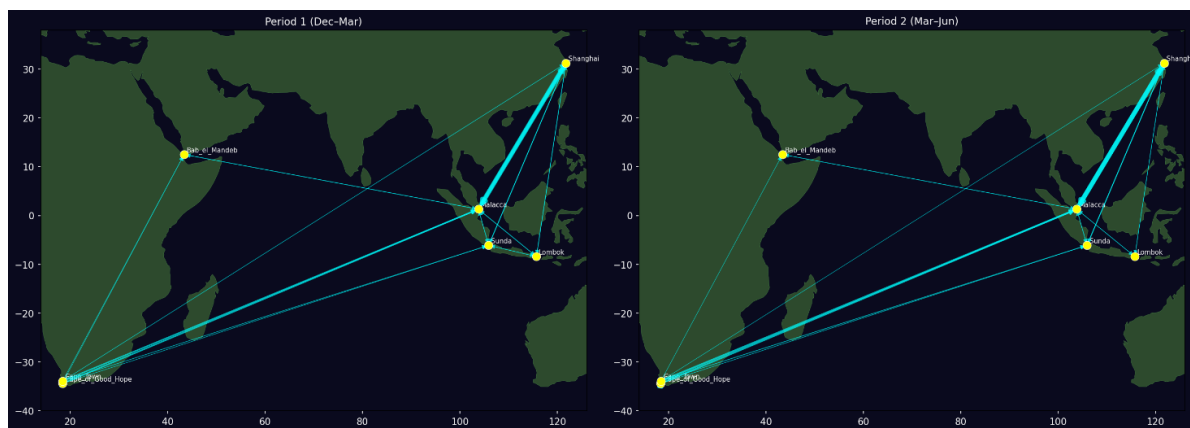 Period 1 (Dec–Mar)
30
20
10
0
−10
−20
−30
−40
20
40
60
80
100
120
Shanghai
Bab_el_Mandeb
Malacca
Sunda
Lombok
Cape_of_Good_Hope
Period 2 (Mar–Jun)
30
20
10
0
−10
−20
−30
−40
20
40
60
80
100
120
Shangh
Bab_el_Mandeb
Malacca
Sunda
Lombok
Cape_of_Good_Hope